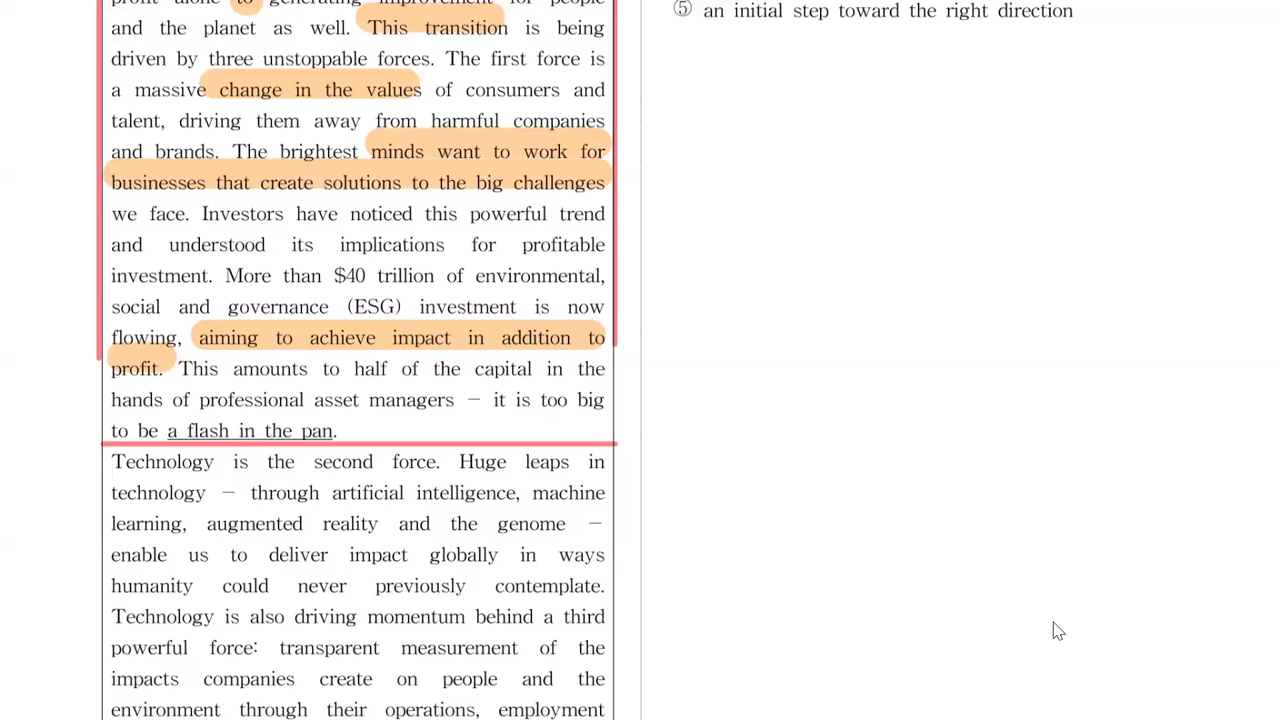 profit alone to generating improvement for people
and the planet as well. This transition is being
driven by three unstoppable forces. The first force is
a massive change in the values of consumers and
talent, driving them away from harmful companies
and brands. The brightest minds want to work for
businesses that create solutions to the big challenges
we face. Investors have noticed this powerful trend
and understood its implications for profitable
investment. More than $40 trillion of environmental,
social and governance (ESG) investment is now
flowing, aiming to achieve impact in addition to
profit. This amounts to half of the capital in the
hands of professional asset managers － it is too big
to be a flash in the pan.
Technology is the second force. Huge leaps in
technology － through artificial intelligence, machine
learning, augmented reality and the genome －
enable us to deliver impact globally in ways
humanity could never previously contemplate.
Technology is also driving momentum behind a third
powerful force: transparent measurement of the
impacts companies create on people and the
environment through their operations, employment
⑤ an initial step toward the right direction